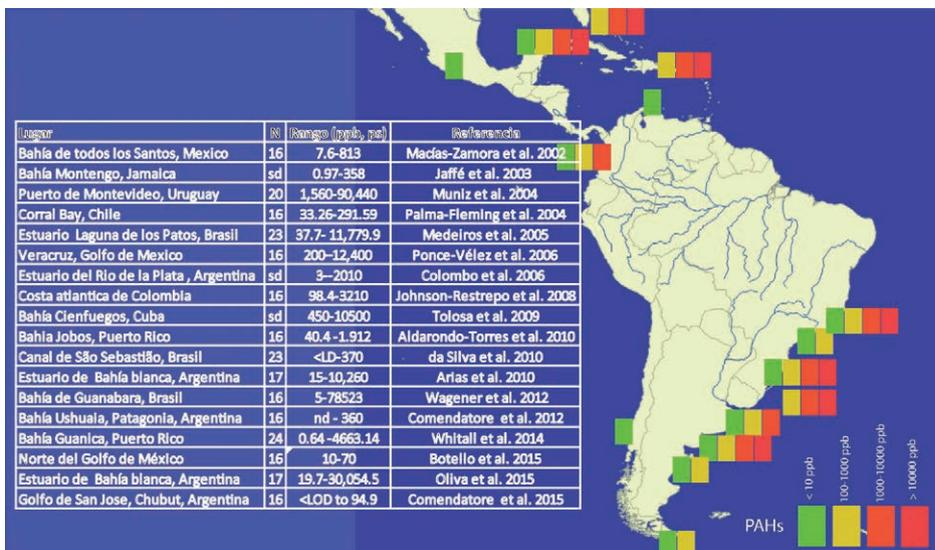 Lugar N Rango (ppb, ps) Referencia
Bahía de todos los Santos, Mexico 16 7.6-813 Macías-Zamora et al. 2002
Bahía Montengo, Jamaica sd 0.97-358 Jaffé et al. 2003
Puerto de Montevideo, Uruguay 20 1,560-90,440 Muniz et al. 2004
Corral Bay, Chile 16 33.26-291.59 Palma-Fleming et al. 2004
Estuario Laguna de los Patos, Brasil 23 37.7- 11,779.9 Medeiros et al. 2005
Veracruz, Golfo de Mexico 16 200–12,400 Ponce-Vélez et al. 2006
Estuario del Rio de la Plata , Argentina sd 3--2010 Colombo et al. 2006
Costa atlantica de Colombia 16 98.4-3210 Johnson-Restrepo et al. 2008
Bahía Cienfuegos, Cuba sd 450-10500 Tolosa et al. 2009
Bahia Jobos, Puerto Rico 16 40.4 -1.912 Aldarondo-Torres et al. 2010
Canal de São Sebastião, Brasil 23 <LD-370 da Silva et al. 2010
Estuario de Bahía blanca, Argentina 17 15-10,260 Arias et al. 2010
Bahía de Guanabara, Brasil 16 5-78523 Wagener et al. 2012
Bahía Ushuaia, Patagonia, Argentina 16 nd - 360 Comendatore et al. 2012
Bahía Guanica, Puerto Rico 24 0.64 -4663.14 Whitall et al. 2014
Norte del Golfo de México 16 10-70 Botello et al. 2015
Estuario de Bahía blanca, Argentina 17 19.7-30,054.5 Oliva et al. 2015
Golfo de San Jose, Chubut, Argentina 16 <LOD to 94.9 Comendatore et al. 2015
PAHs
< 10 ppb
100-1000 ppb
1000-10000 ppb
> 10000 ppb